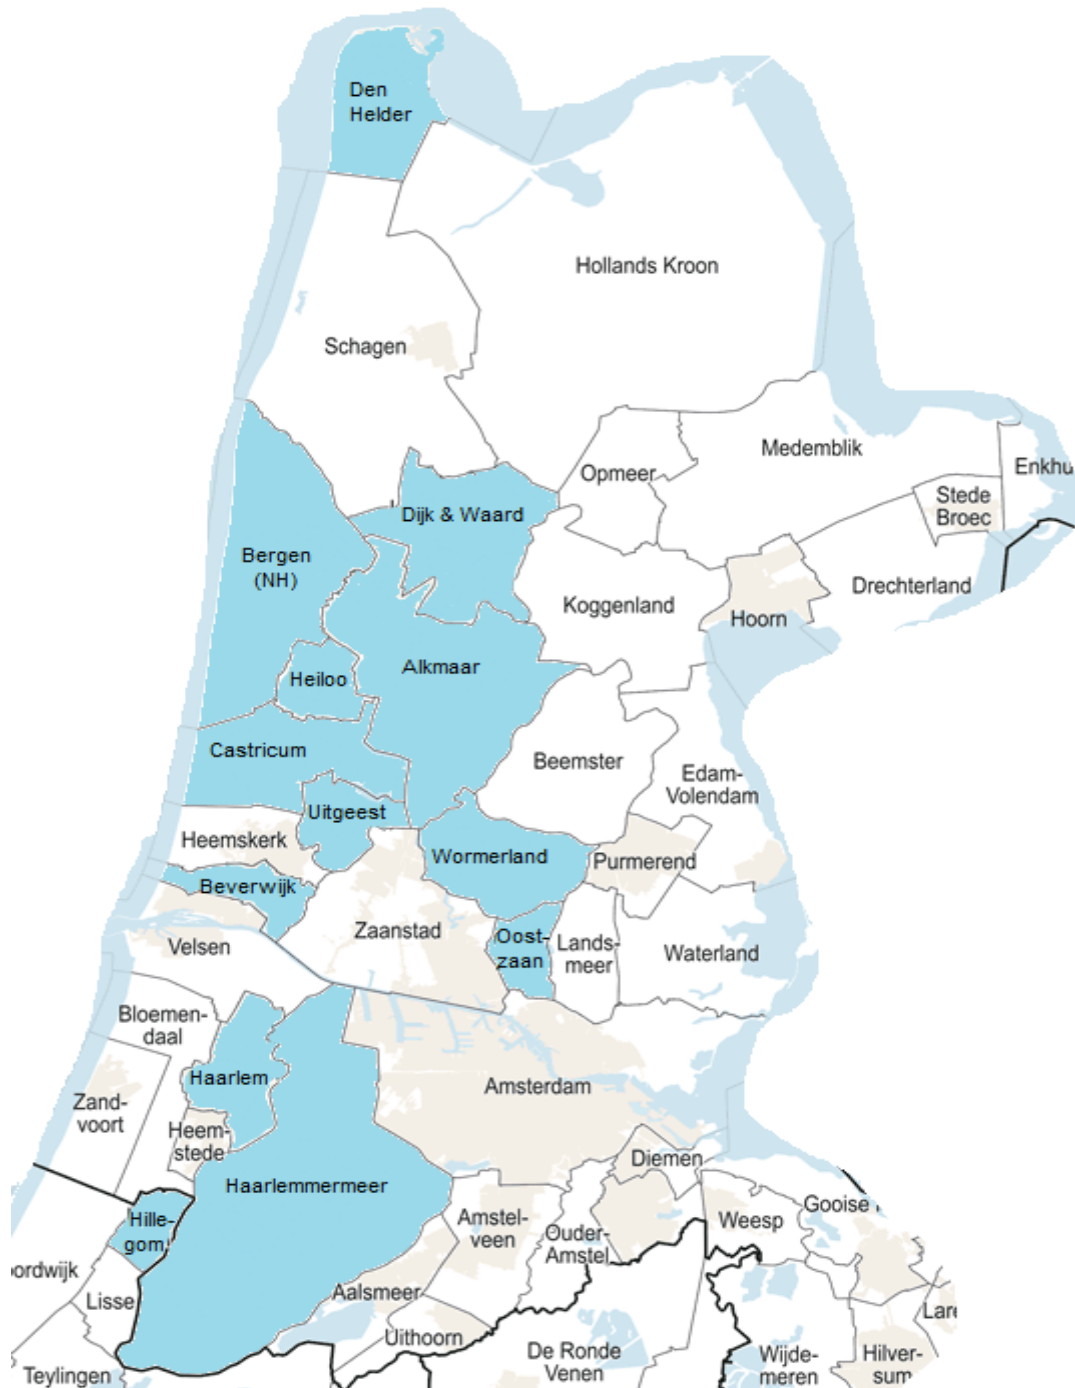 Den
Helder
Hollands Kroon
Schagen
Medemblik
Opmeer
Enkhu
Stede
Broec
Dijk & Waard
Bergen
(NH)
Drechterland
Koggenland
Hoorn
Alkmaar
Heiloo
Castricum
Beemster
Edam-
Volendam
Uitgeest
Heemskerk
Wormerland
Purmerend
Beverwijk
Zaanstad
Oost-
zaan
Lands-
meer
Waterland
Velsen
Bloemen-
daal
Haarlem
Amsterdam
Zand-
voort
Heem-
stede
Diemen
Haarlemmermeer
Gooise
Hille-
gom
Amstel-
veen
Ouder-
Amstel
Weesp
oordwijk
Aalsmeer
Lisse
Lare
Uithoorn
De Ronde
Venen
Wijde-
meren
Hilver-
sum
Teylingen